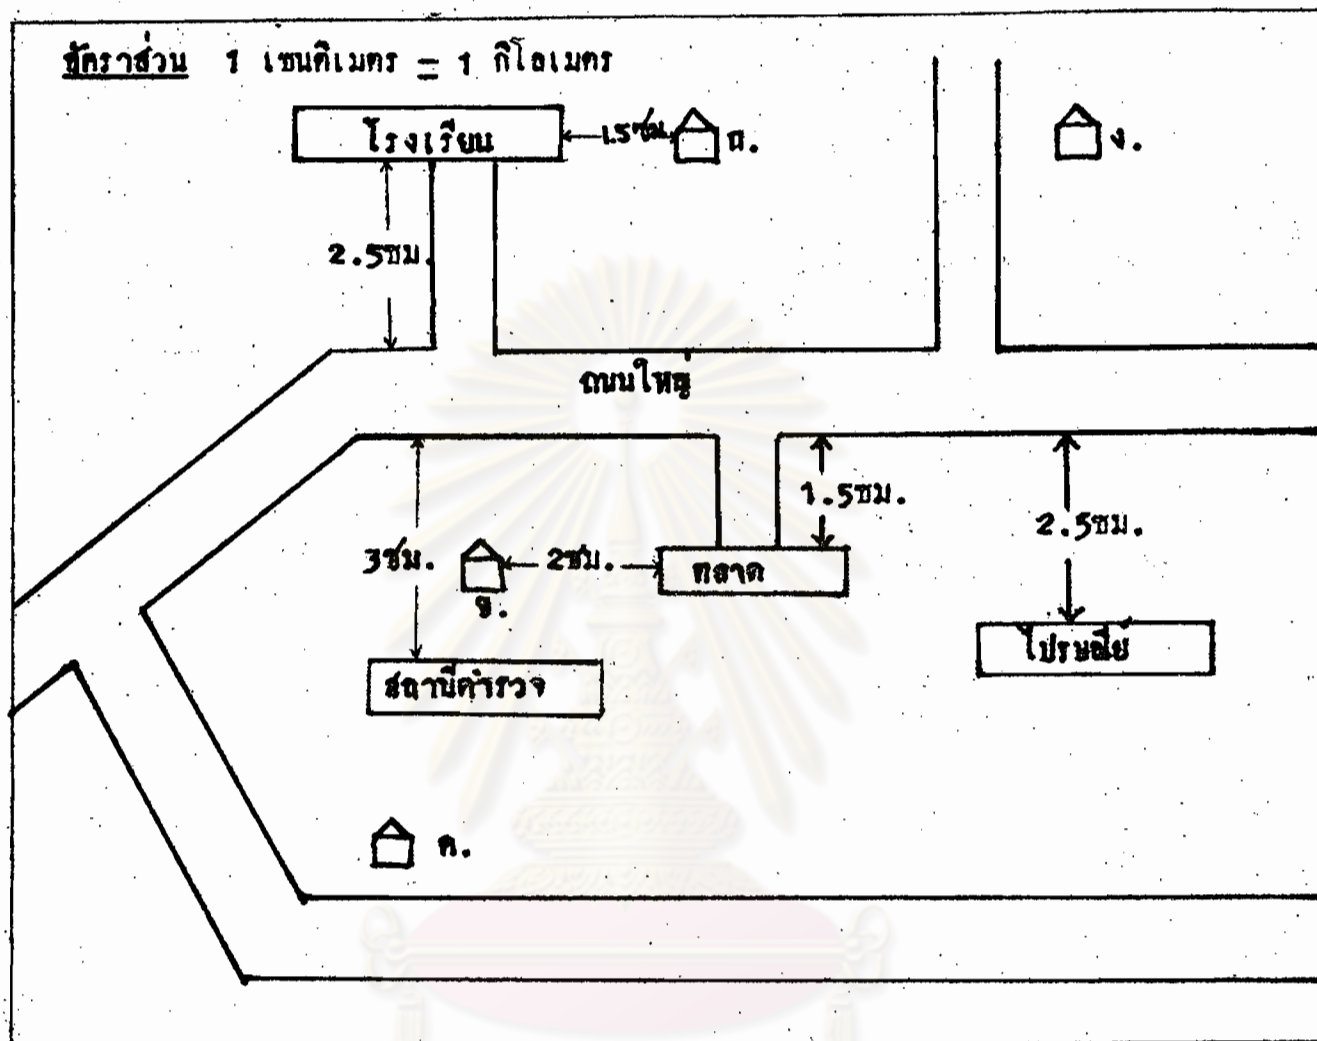 อัตราส่วน 1 เซนติเมตร = 1 กิโลเมตร
โรงเรียน
1.5ซม.
ก.
ง.
2.5ซม.
ถนนใหญ่
1.5ซม.
2.5ซม.
3ซม.
2ซม.
ตลาด
ข.
ไปรษณีย์
สถานีตำรวจ
ค.